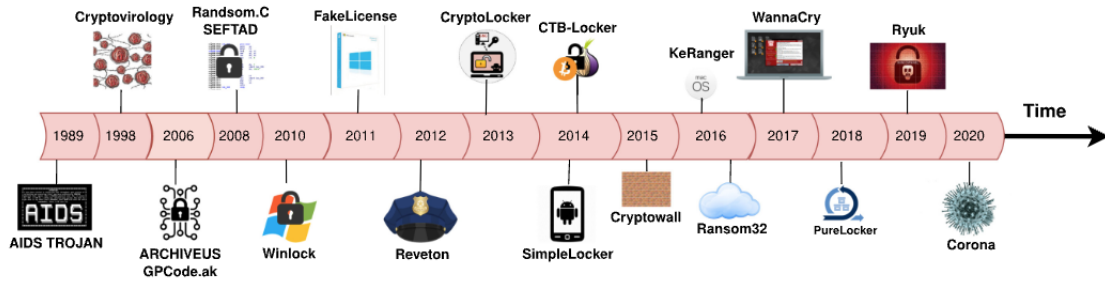 Cryptovirology
Randsom.C
SEFTAD
FakeLicense
CryptoLocker
CTB-Locker
KeRanger
WannaCry
Ryuk
mac
OS
Time
1989
1998
2006
2008
2010
2011
2012
2013
2014
2015
2016
2017
2018
2019
2020
AIDS
AIDS TROJAN
ARCHIVEUS
GPCode.ak
Winlock
Reveton
SimpleLocker
Cryptowall
Ransom32
PureLocker
Corona